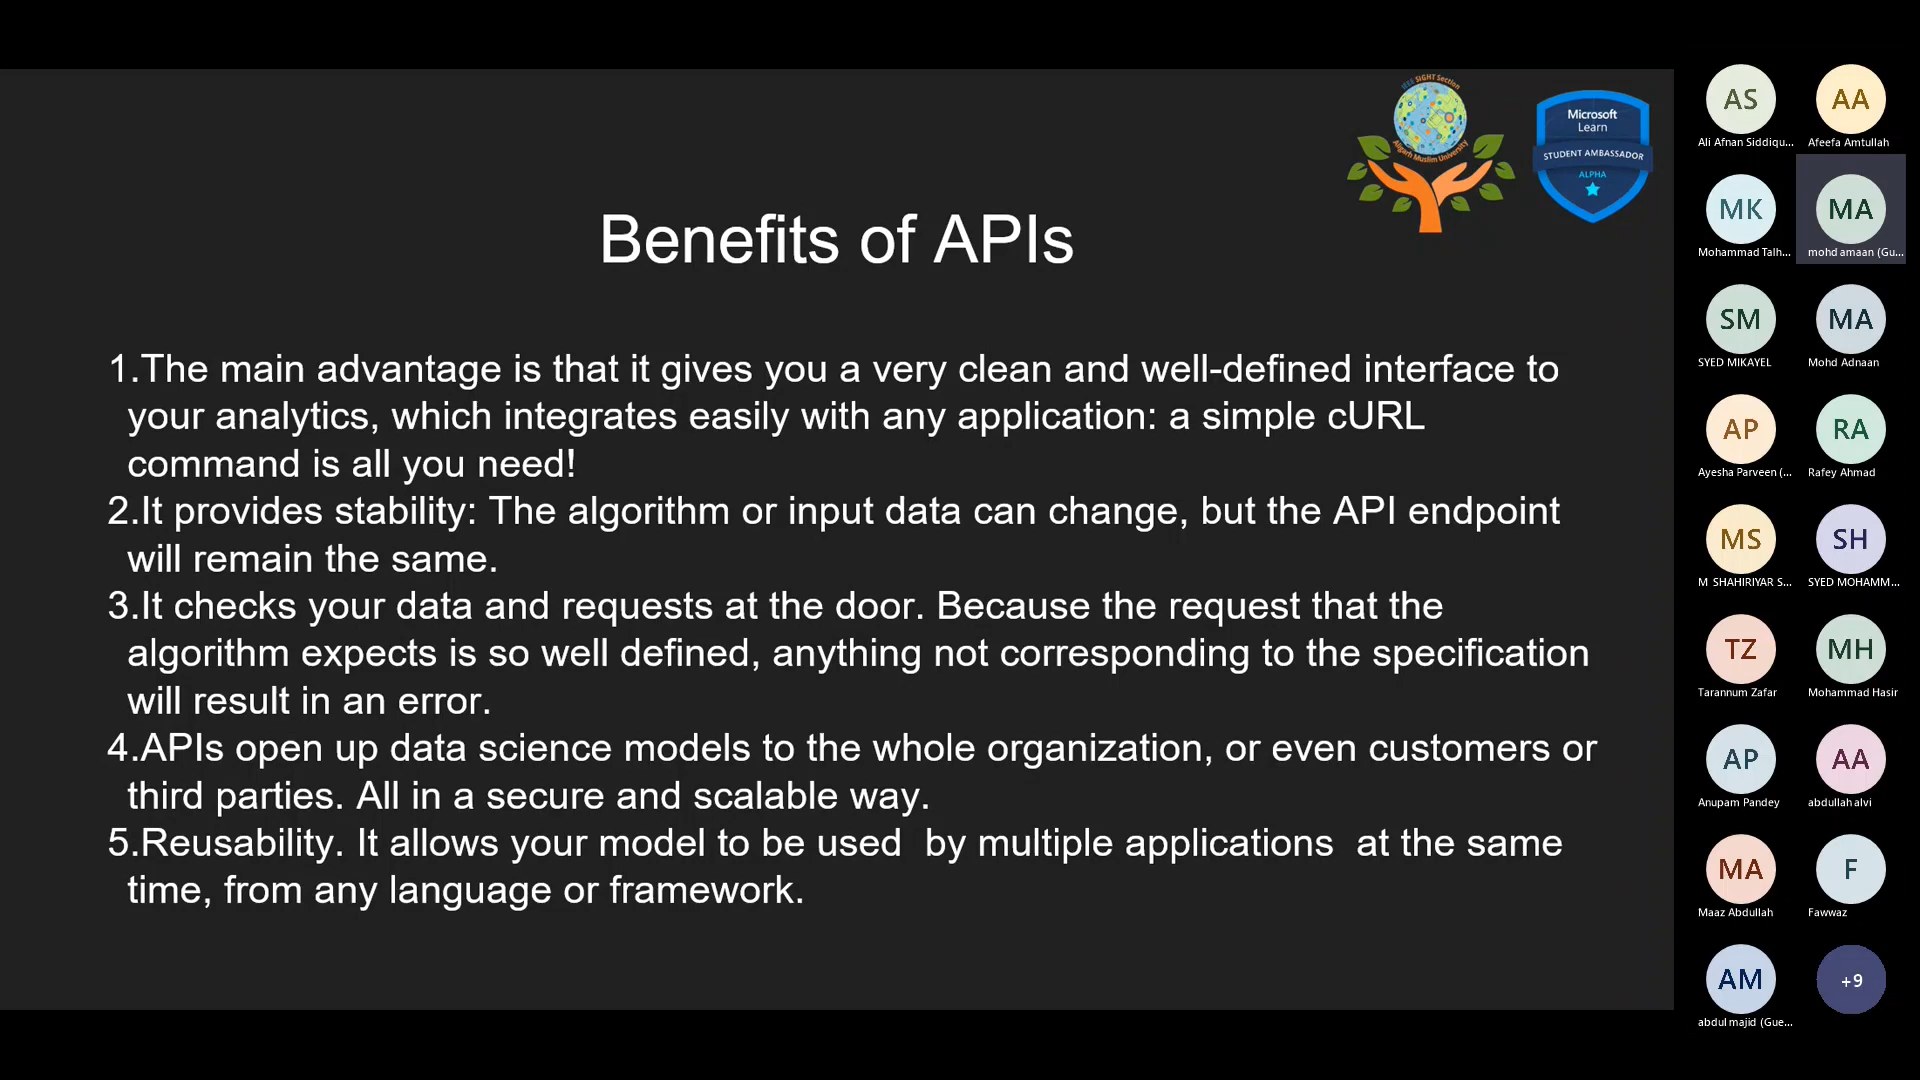 IEEE SIGHT Section
Aligarh Muslim University
Microsoft
Learn
STUDENT AMBASSADOR
ALPHA
Benefits of APIs
1.The main advantage is that it gives you a very clean and well-defined interface to
your analytics, which integrates easily with any application: a simple cURL
command is all you need!
2.It provides stability: The algorithm or input data can change, but the API endpoint
will remain the same.
3.It checks your data and requests at the door. Because the request that the
algorithm expects is so well defined, anything not corresponding to the specification
will result in an error.
4.APIs open up data science models to the whole organization, or even customers or
third parties. All in a secure and scalable way.
5.Reusability. It allows your model to be used  by multiple applications  at the same
time, from any language or framework.
AS
Ali Afnan Siddiqu...
AA
Afeefa Amtullah
MK
Mohammad Talh...
MA
mohd amaan (Gu...
SM
SYED MIKAYEL
MA
Mohd Adnaan
AP
Ayesha Parveen (...
RA
Rafey Ahmad
MS
M SHAHIRIYAR S...
SH
SYED MOHAMM...
TZ
Tarannum Zafar
MH
Mohammad Hasir
AP
Anupam Pandey
AA
abdullah alvi
MA
Maaz Abdullah
F
Fawwaz
AM
abdul majid (Gue...
+9